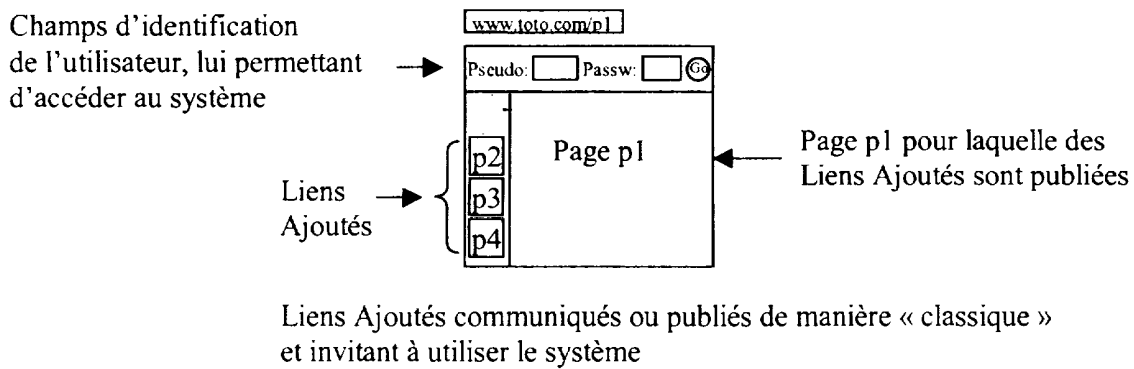 Champs d'identification
de l'utilisateur, lui permettant
d'accéder au système
www.toto.com/p1
Pseudo: Passw: Go
p2
p3
p4
Page p1
Liens
Ajoutés
Page p1 pour laquelle des
Liens Ajoutés sont publiées
Liens Ajoutés communiqués ou publiés de manière « classique »
et invitant à utiliser le système